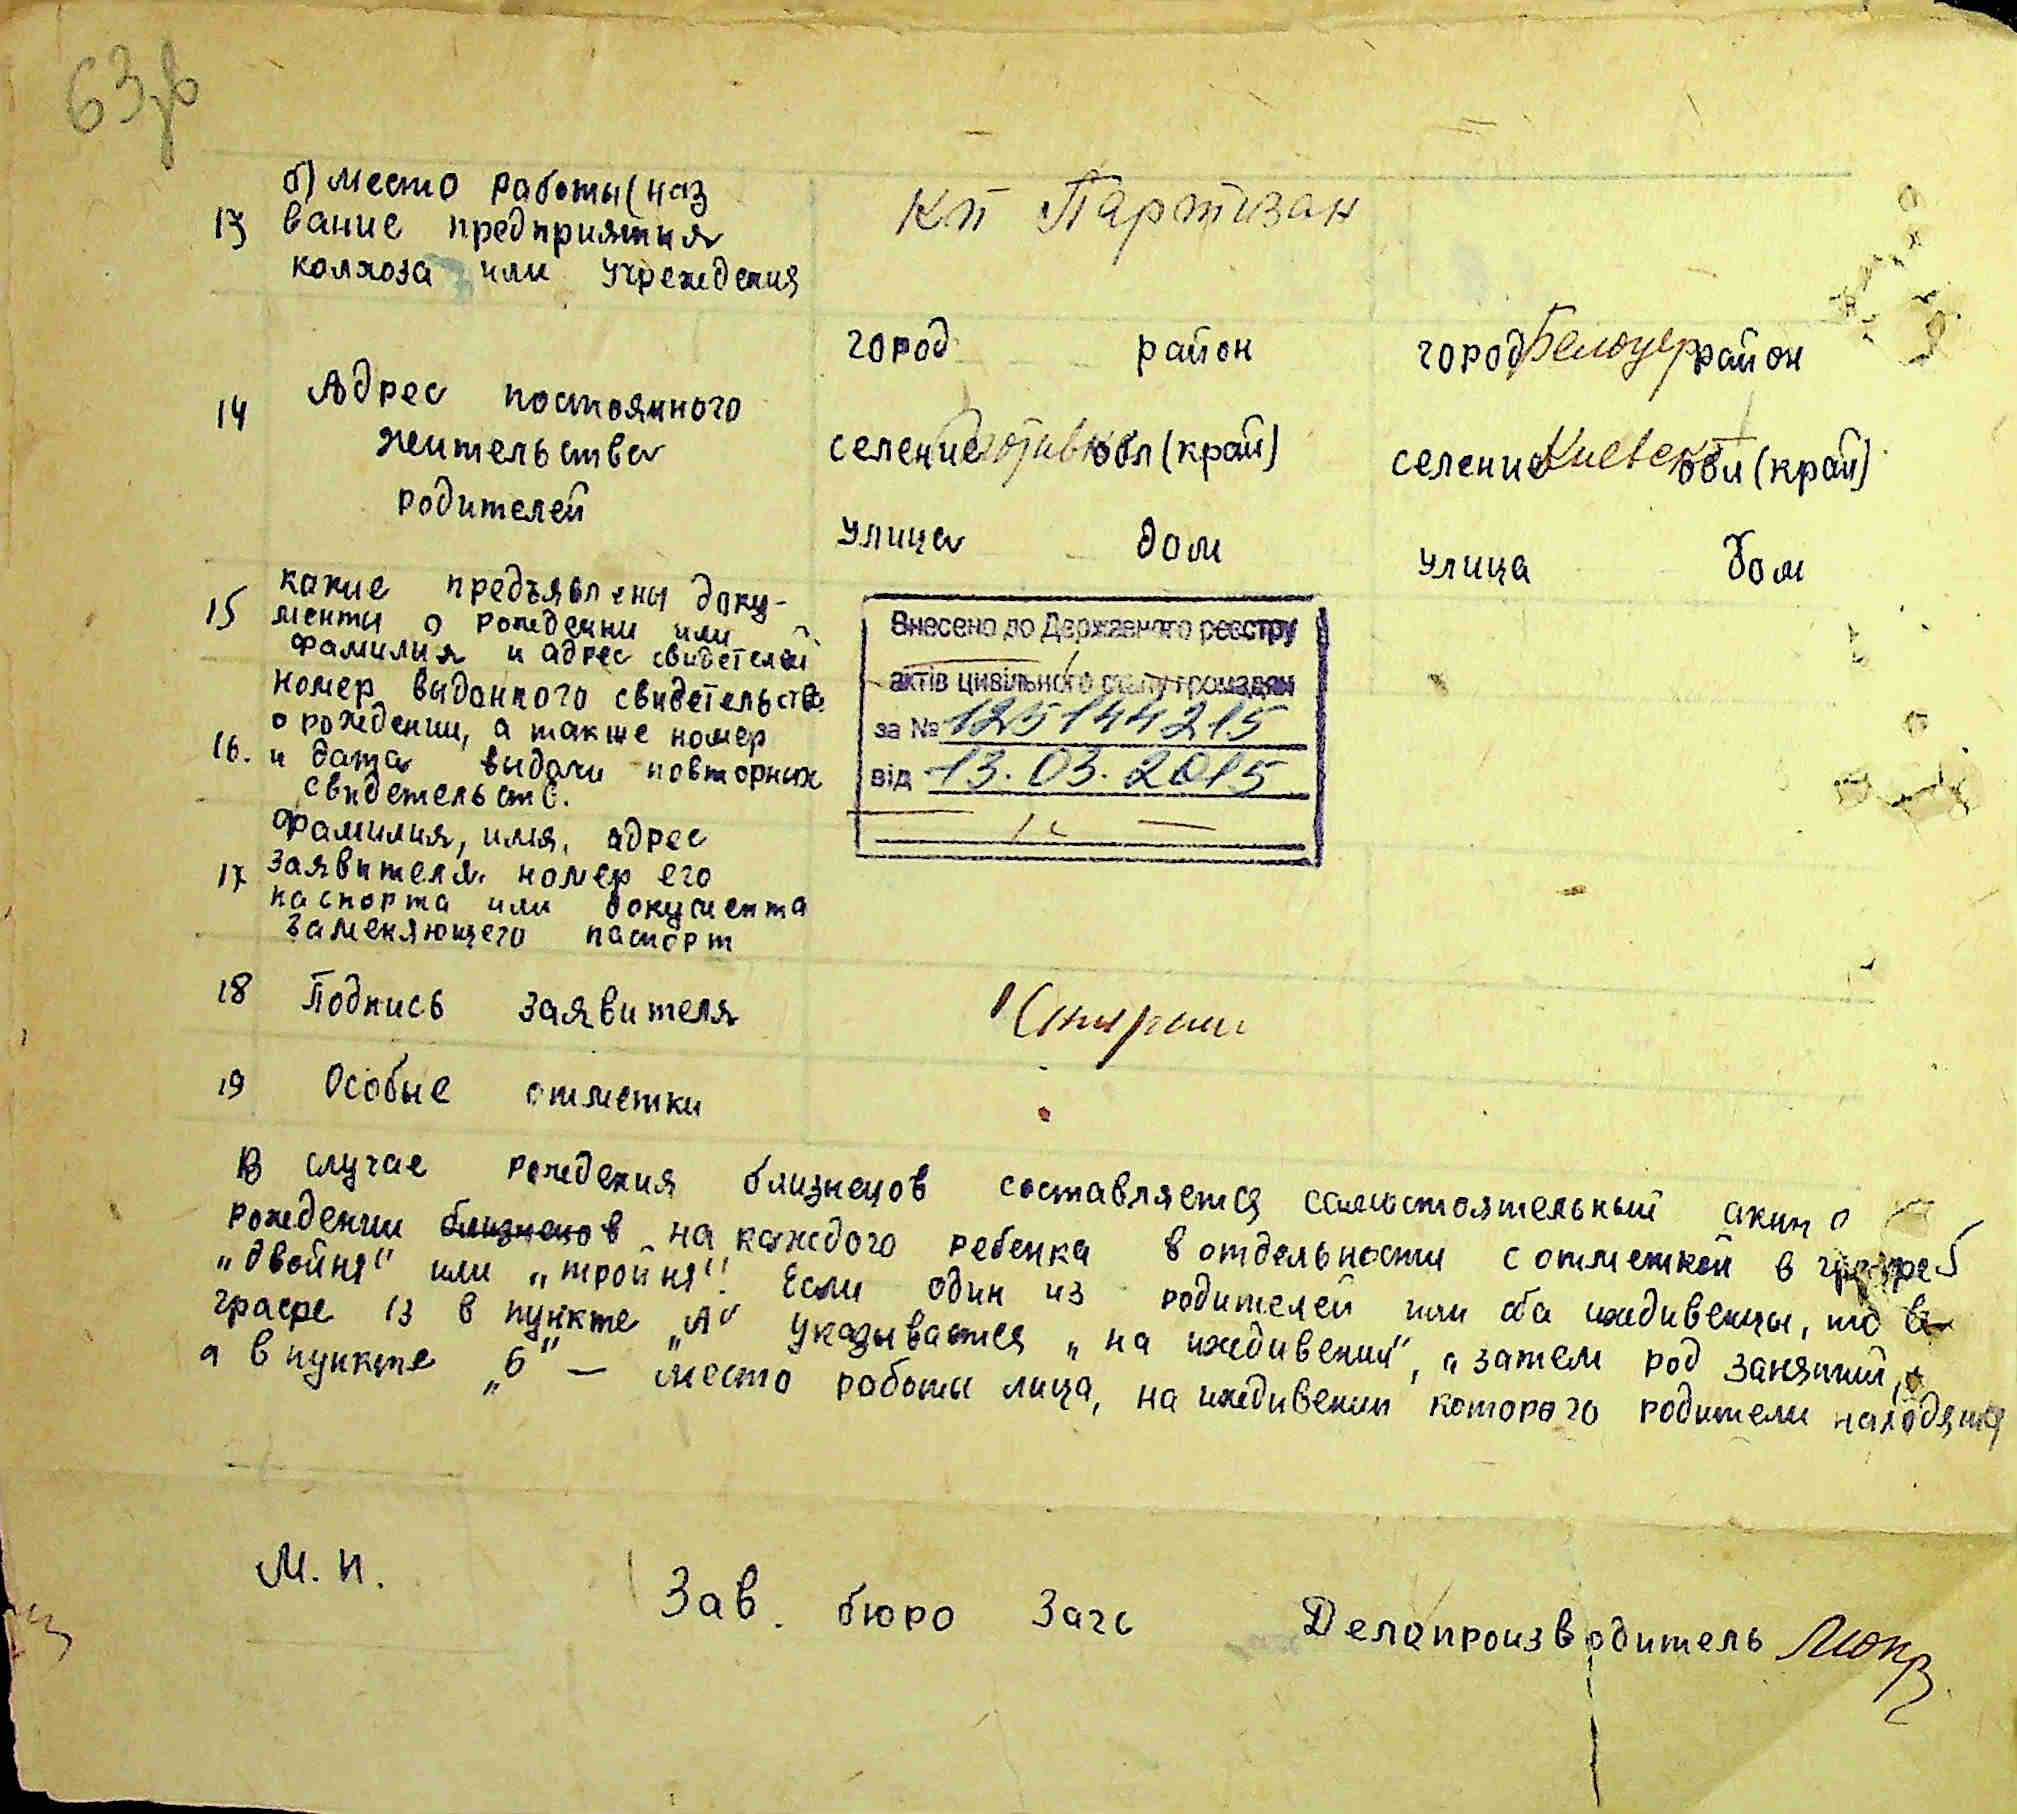 63
б) место работы (наз
13 вание предприятия
колхоза или учреждения
кп Партизан
14 Адрес постоянного
жительства
родителей
город район
селение обл (край)
улица дом
город Белоцер район
селение Киевск обл (край)
улица дом
15 какие предъявлены доку-
менты о рождении или
фамилия и адрес свидетелей
16. номер выданного свидетельства
о рождении, а также номер
и дата выдачи повторных
свидетельств.
Внесено до Державного реєстру
актів цивільного стану громадян
за № 125144215
від 13.03.2015
17 фамилия, имя, адрес
заявителя, номер его
паспорта или документа
заменяющего паспорт
18 Подпись заявителя
19 Особые отметки
В случае рождения близнецов составляется самостоятельный акт о
рождении близнецов на каждого ребенка в отдельности с отметкой в графе 5
„двойня" или „тройня". Если один из родителей или оба иждивенцы, то в
графе 13 в пункте „А" указывается „на иждивении", а затем род занятий,
а в пункте „б" — место работы лица, на иждивении которого родители находятся
М. П.
Зав. бюро Загс Делопроизводитель